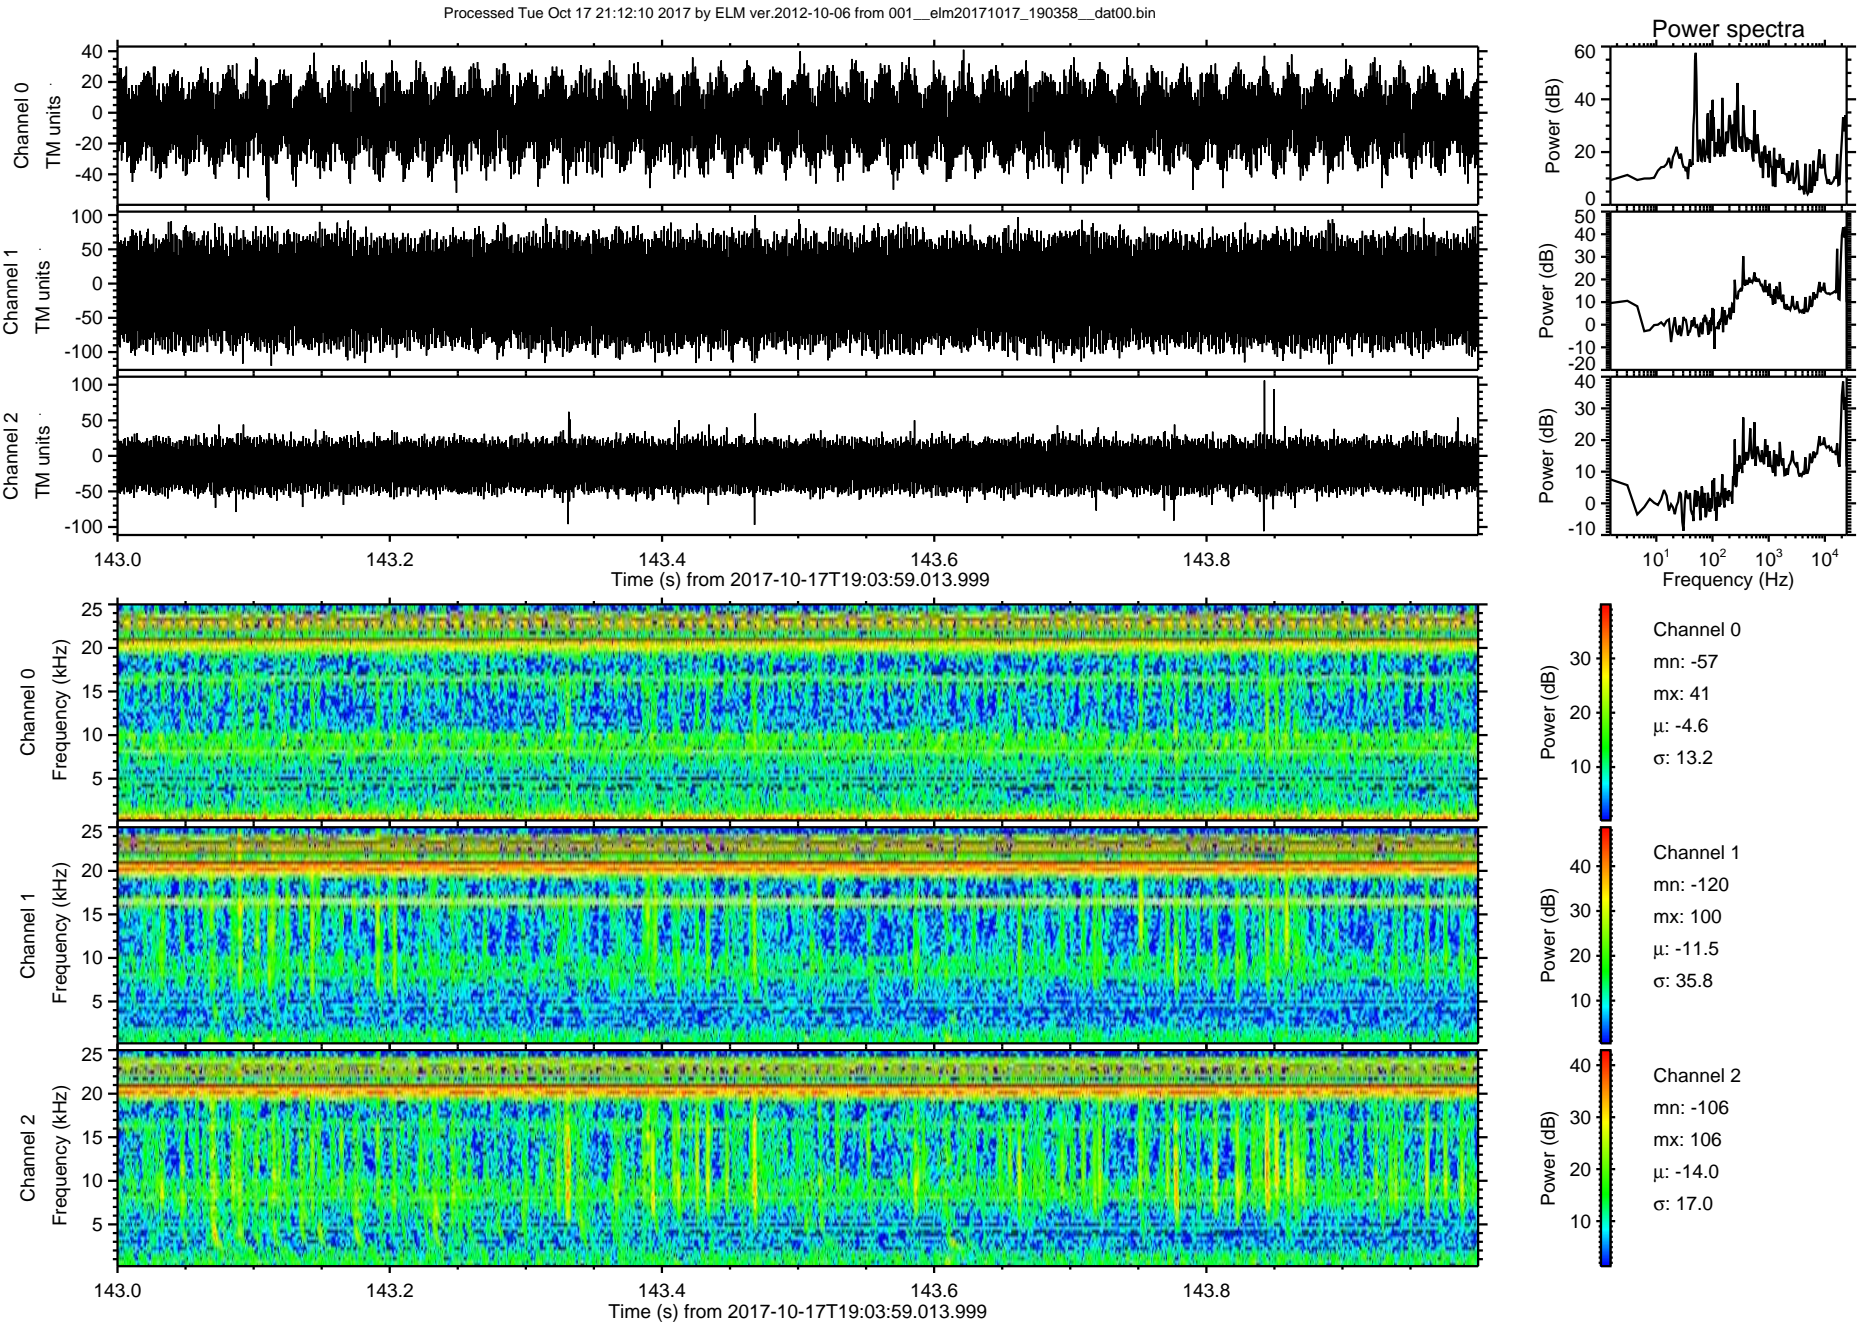 Processed Tue Oct 17 21:12:10 2017 by ELM ver.2012-10-06 from 001__elm20171017_190358__dat00.bin
Power spectra
Channel 0
TM units
40
20
0
-20
-40
Power (dB)
60
40
20
0
Channel 1
TM units
100
50
0
-50
-100
Power (dB)
50
40
30
20
10
0
-10
-20
Channel 2
TM units
100
50
0
-50
-100
Power (dB)
40
30
20
10
0
-10
143.0 143.2 143.4 143.6 143.8
Time (s) from 2017-10-17T19:03:59.013.999
10^1 10^2 10^3 10^4
Frequency (Hz)
Channel 0
Frequency (kHz)
25
20
15
10
5
Power (dB)
30
20
10
Channel 0
mn: -57
mx: 41
μ: -4.6
σ: 13.2
Channel 1
Frequency (kHz)
25
20
15
10
5
Power (dB)
40
30
20
10
Channel 1
mn: -120
mx: 100
μ: -11.5
σ: 35.8
Channel 2
Frequency (kHz)
25
20
15
10
5
Power (dB)
40
30
20
10
Channel 2
mn: -106
mx: 106
μ: -14.0
σ: 17.0
143.0 143.2 143.4 143.6 143.8
Time (s) from 2017-10-17T19:03:59.013.999